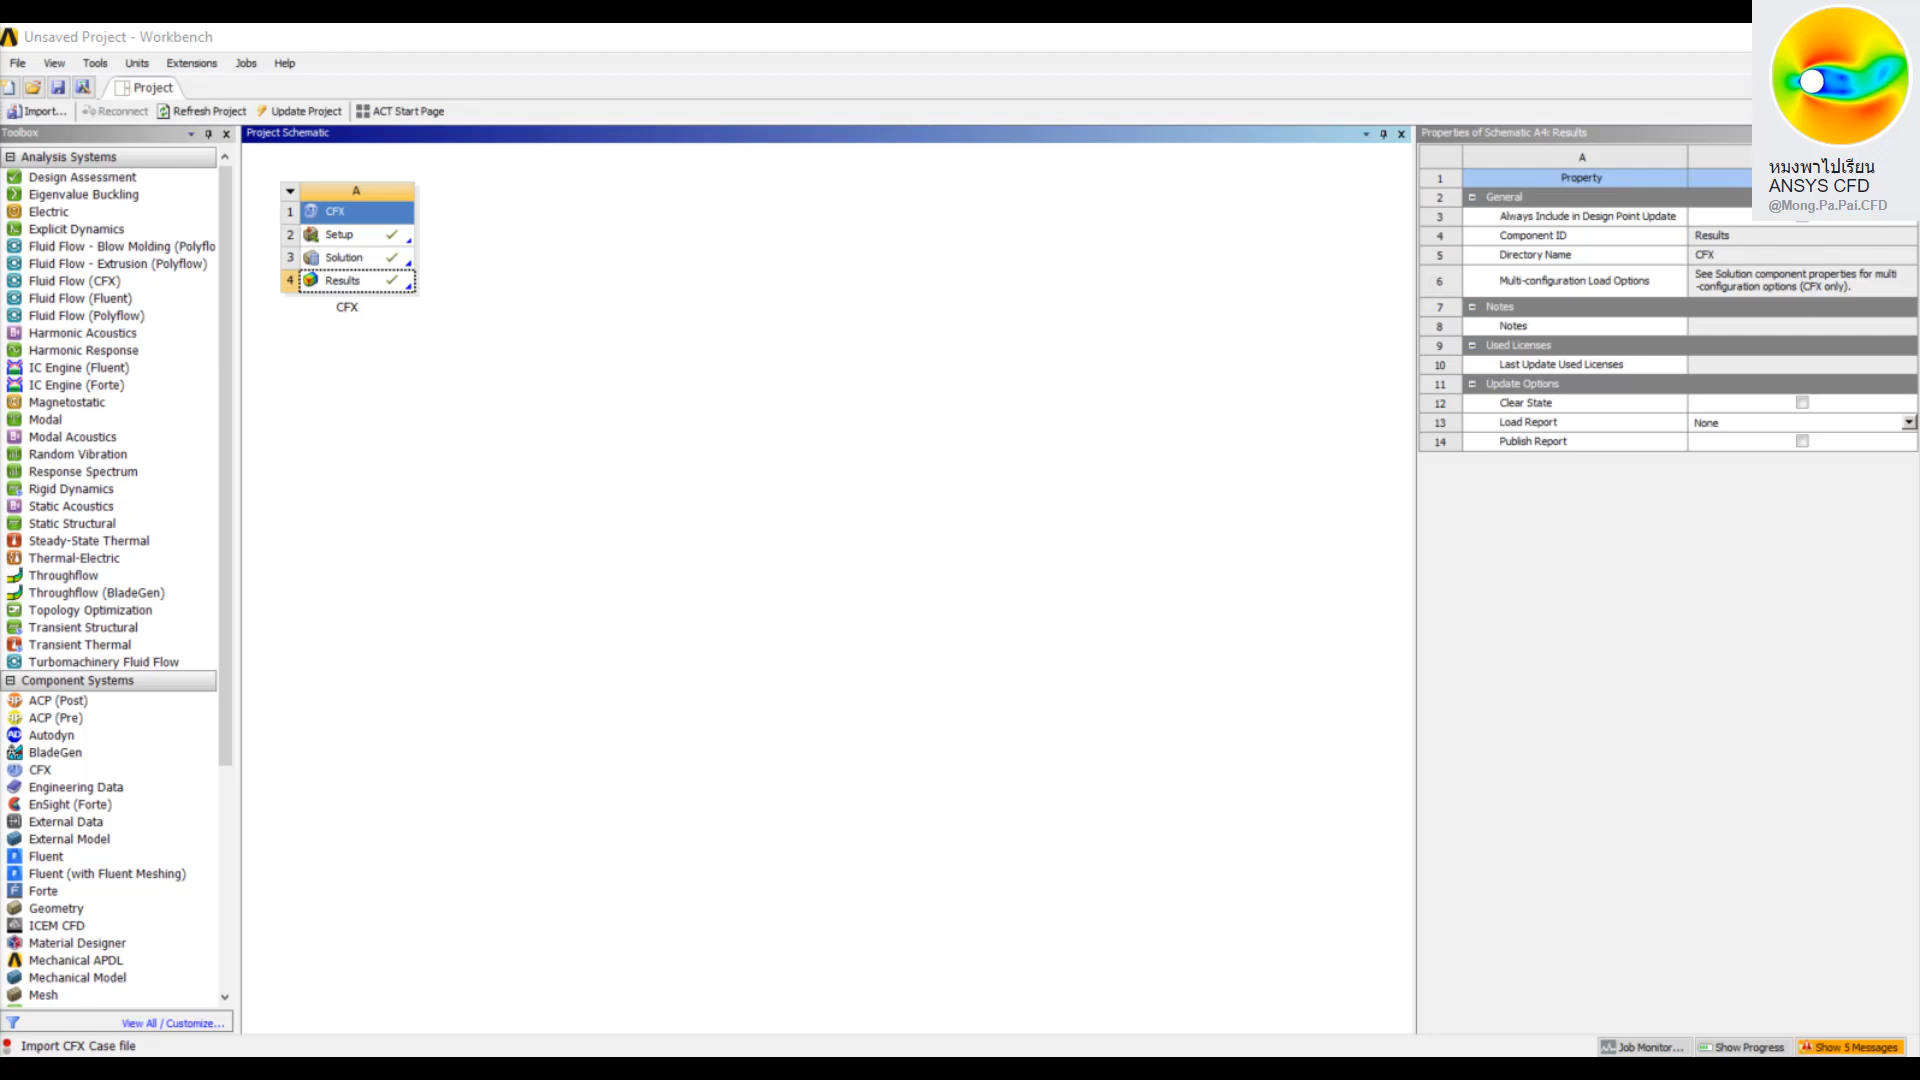 Unsaved Project - Workbench
File View Tools Units Extensions Jobs Help
Project
Import... Reconnect Refresh Project Update Project ACT Start Page
Toolbox
Analysis Systems
Design Assessment
Eigenvalue Buckling
Electric
Explicit Dynamics
Fluid Flow - Blow Molding (Polyflo
Fluid Flow - Extrusion (Polyflow)
Fluid Flow (CFX)
Fluid Flow (Fluent)
Fluid Flow (Polyflow)
Harmonic Acoustics
Harmonic Response
IC Engine (Fluent)
IC Engine (Forte)
Magnetostatic
Modal
Modal Acoustics
Random Vibration
Response Spectrum
Rigid Dynamics
Static Acoustics
Static Structural
Steady-State Thermal
Thermal-Electric
Throughflow
Throughflow (BladeGen)
Topology Optimization
Transient Structural
Transient Thermal
Turbomachinery Fluid Flow
Component Systems
ACP (Post)
ACP (Pre)
Autodyn
BladeGen
CFX
Engineering Data
EnSight (Forte)
External Data
External Model
Fluent
Fluent (with Fluent Meshing)
Forte
Geometry
ICEM CFD
Material Designer
Mechanical APDL
Mechanical Model
Mesh
View All / Customize...
Import CFX Case file
Project Schematic
A
1 CFX
2 Setup
3 Solution
4 Results
CFX
Properties of Schematic A4: Results
A
1 Property
2 General
3 Always Include in Design Point Update
4 Component ID Results
5 Directory Name CFX
6 Multi-configuration Load Options See Solution component properties for multi
-configuration options (CFX only).
7 Notes
8 Notes
9 Used Licenses
10 Last Update Used Licenses
11 Update Options
12 Clear State
13 Load Report None
14 Publish Report
หมงพาไปเรียน
ANSYS CFD
@Mong.Pa.Pai.CFD
Job Monitor... Show Progress Show 5 Messages